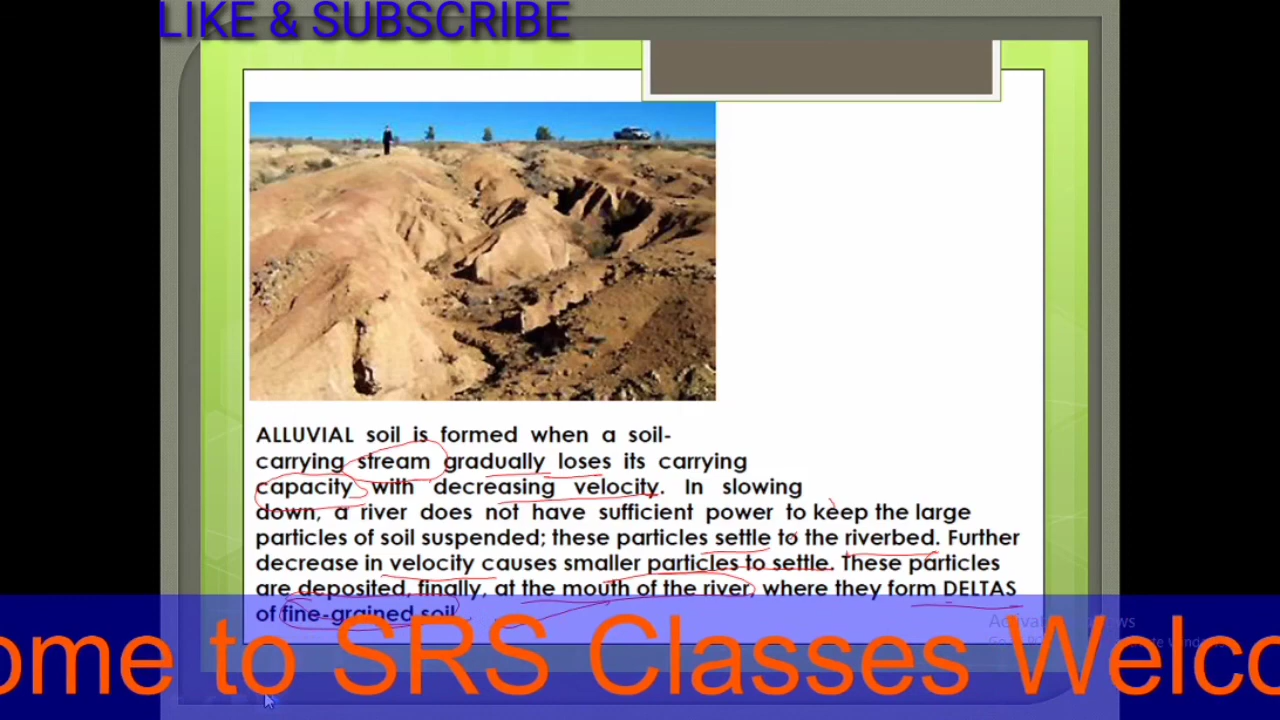 LIKE & SUBSCRIBE
ALLUVIAL soil is formed when a soil-
carrying stream gradually loses its carrying
capacity with decreasing velocity. In slowing
down, a river does not have sufficient power to keep the large
particles of soil suspended; these particles settle to the riverbed. Further
decrease in velocity causes smaller particles to settle. These particles
are deposited, finally, at the mouth of the river, where they form DELTAS
of fine-grained soil.
ome to SRS Classes Welco